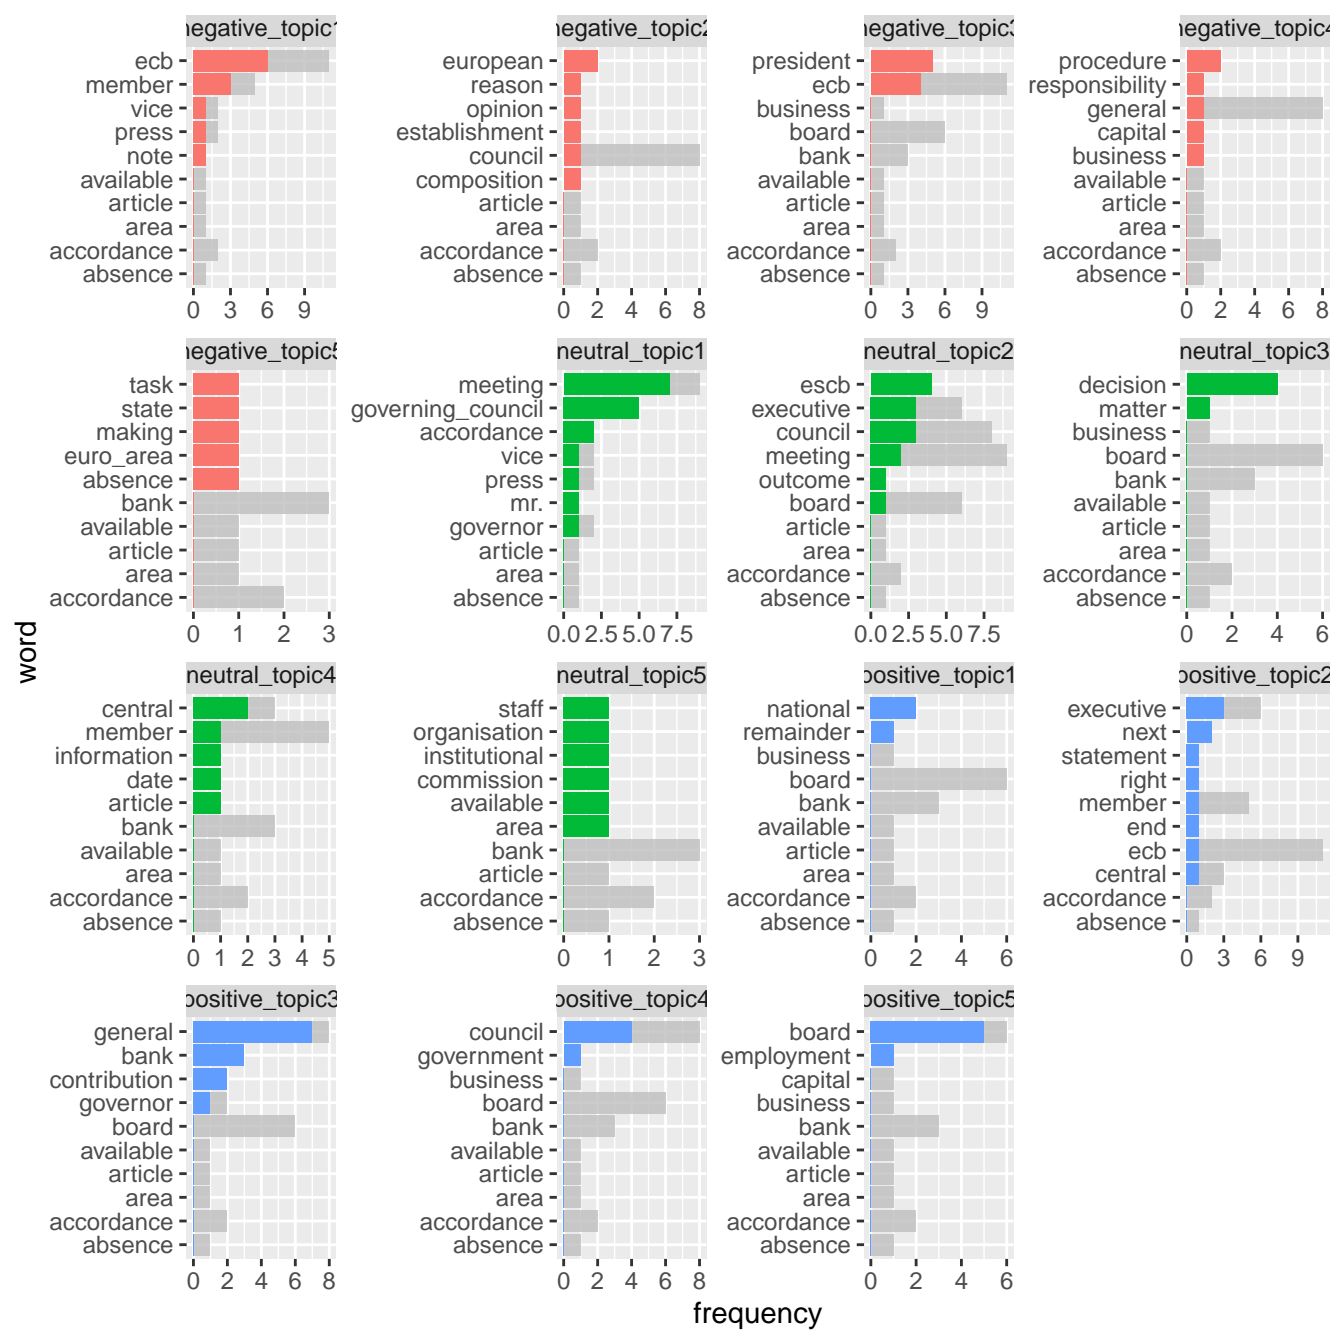 negative_topic1
ecb
member
vice
press
note
available
article
area
accordance
absence
0 3 6 9
negative_topic2
european
reason
opinion
establishment
council
composition
article
area
accordance
absence
0 2 4 6 8
negative_topic3
president
ecb
business
board
bank
available
article
area
accordance
absence
0 3 6 9
negative_topic4
procedure
responsibility
general
capital
business
available
article
area
accordance
absence
0 2 4 6 8
negative_topic5
task
state
making
euro_area
absence
bank
available
article
area
accordance
0 1 2 3
neutral_topic1
meeting
governing_council
accordance
vice
press
mr.
governor
article
area
absence
0.0 2.5 5.0 7.5
neutral_topic2
escb
executive
council
meeting
outcome
board
article
area
accordance
absence
0.0 2.5 5.0 7.5
neutral_topic3
decision
matter
business
board
bank
available
article
area
accordance
absence
0 2 4 6
neutral_topic4
central
member
information
date
article
bank
available
area
accordance
absence
0 1 2 3 4 5
neutral_topic5
staff
organisation
institutional
commission
available
area
bank
article
accordance
absence
0 1 2 3
positive_topic1
national
remainder
business
board
bank
available
article
area
accordance
absence
0 2 4 6
positive_topic2
executive
next
statement
right
member
end
ecb
central
accordance
absence
0 3 6 9
positive_topic3
general
bank
contribution
governor
board
available
article
area
accordance
absence
0 2 4 6 8
positive_topic4
council
government
business
board
bank
available
article
area
accordance
absence
0 2 4 6 8
positive_topic5
board
employment
capital
business
bank
available
article
area
accordance
absence
0 2 4 6
word
frequency